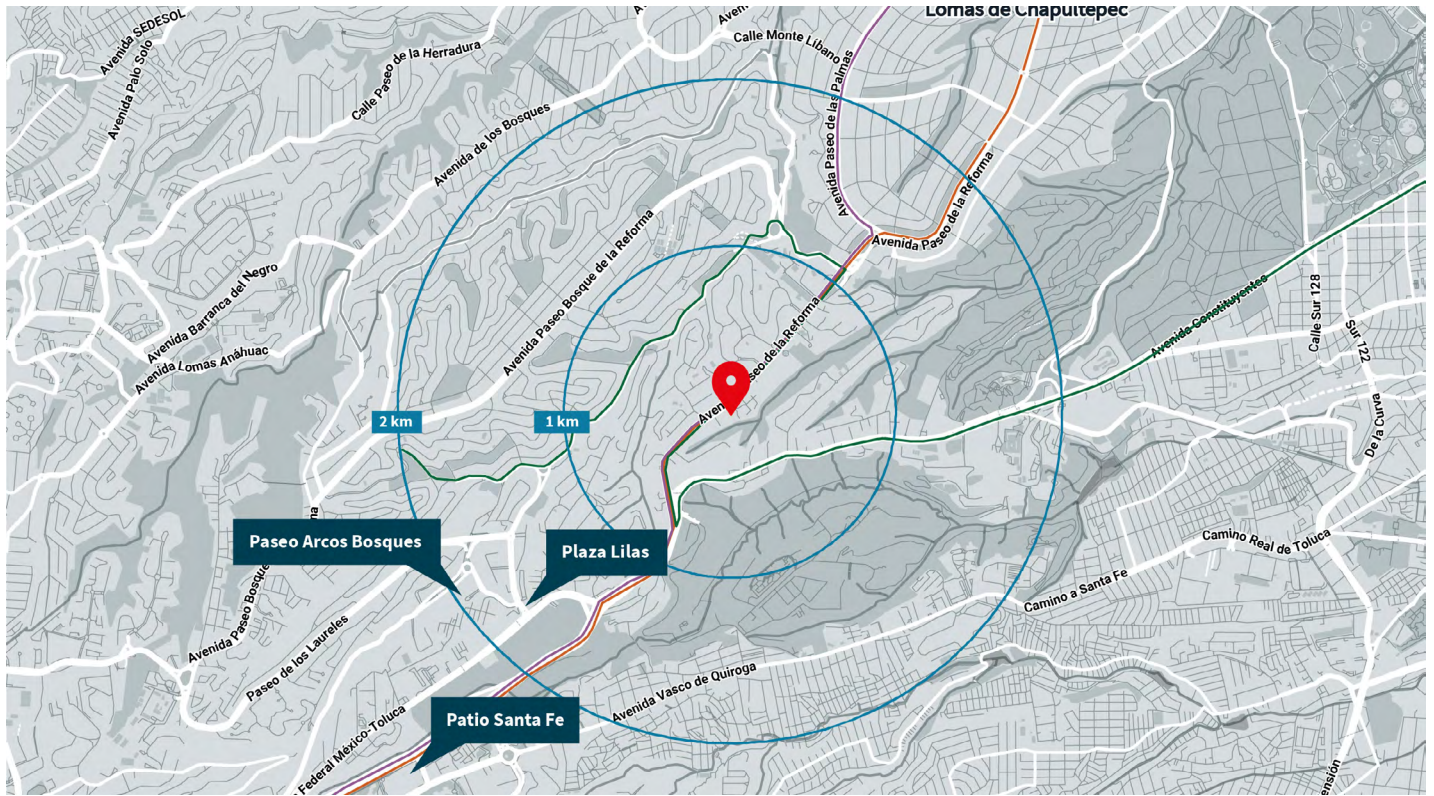 Lomas de Chapultepec
Avenida SEDESOL
Avenida Palo Solo
Calle Paseo de la Herradura
Calle Monte Líbano
Avenida Paseo de las Palmas
Avenida de los Bosques
Avenida Paseo de la Reforma
Avenida Paseo Bosque de la Reforma
Avenida Barranca del Negro
Avenida Lomas Anáhuac
Avenida Constituyentes
Calle Sur 128
Sur 122
De la Curva
2 km
1 km
Paseo de la Reforma
Paseo Arcos Bosques
Plaza Lilas
Camino Real de Toluca
Camino a Santa Fe
Avenida Paseo Bosque
Paseo de los Laureles
Avenida Vasco de Quiroga
Patio Santa Fe
Federal México-Toluca